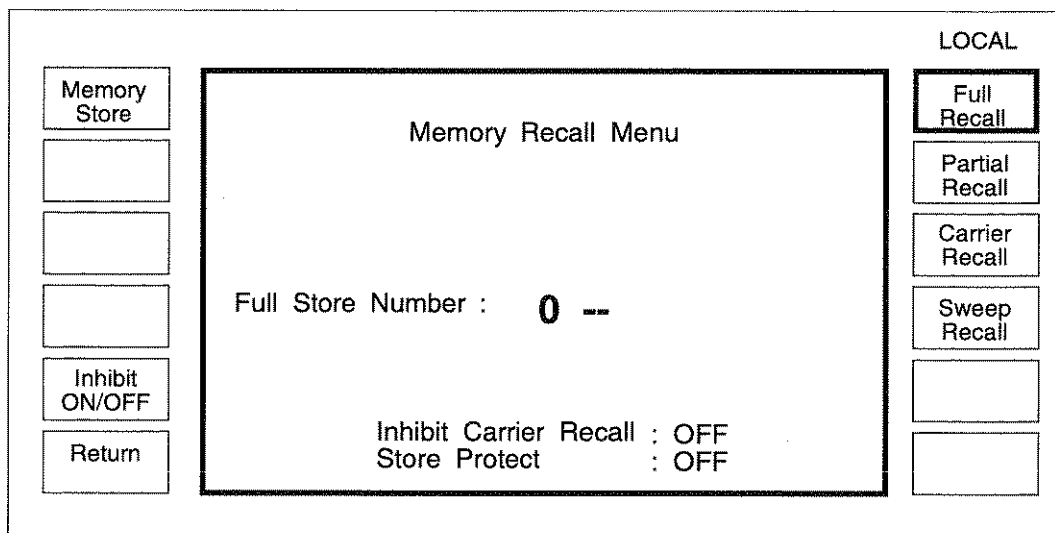 LOCAL
Memory
Store
Inhibit
ON/OFF
Return
Memory Recall Menu
Full Store Number : 0 --
Inhibit Carrier Recall : OFF
Store Protect : OFF
Full
Recall
Partial
Recall
Carrier
Recall
Sweep
Recall